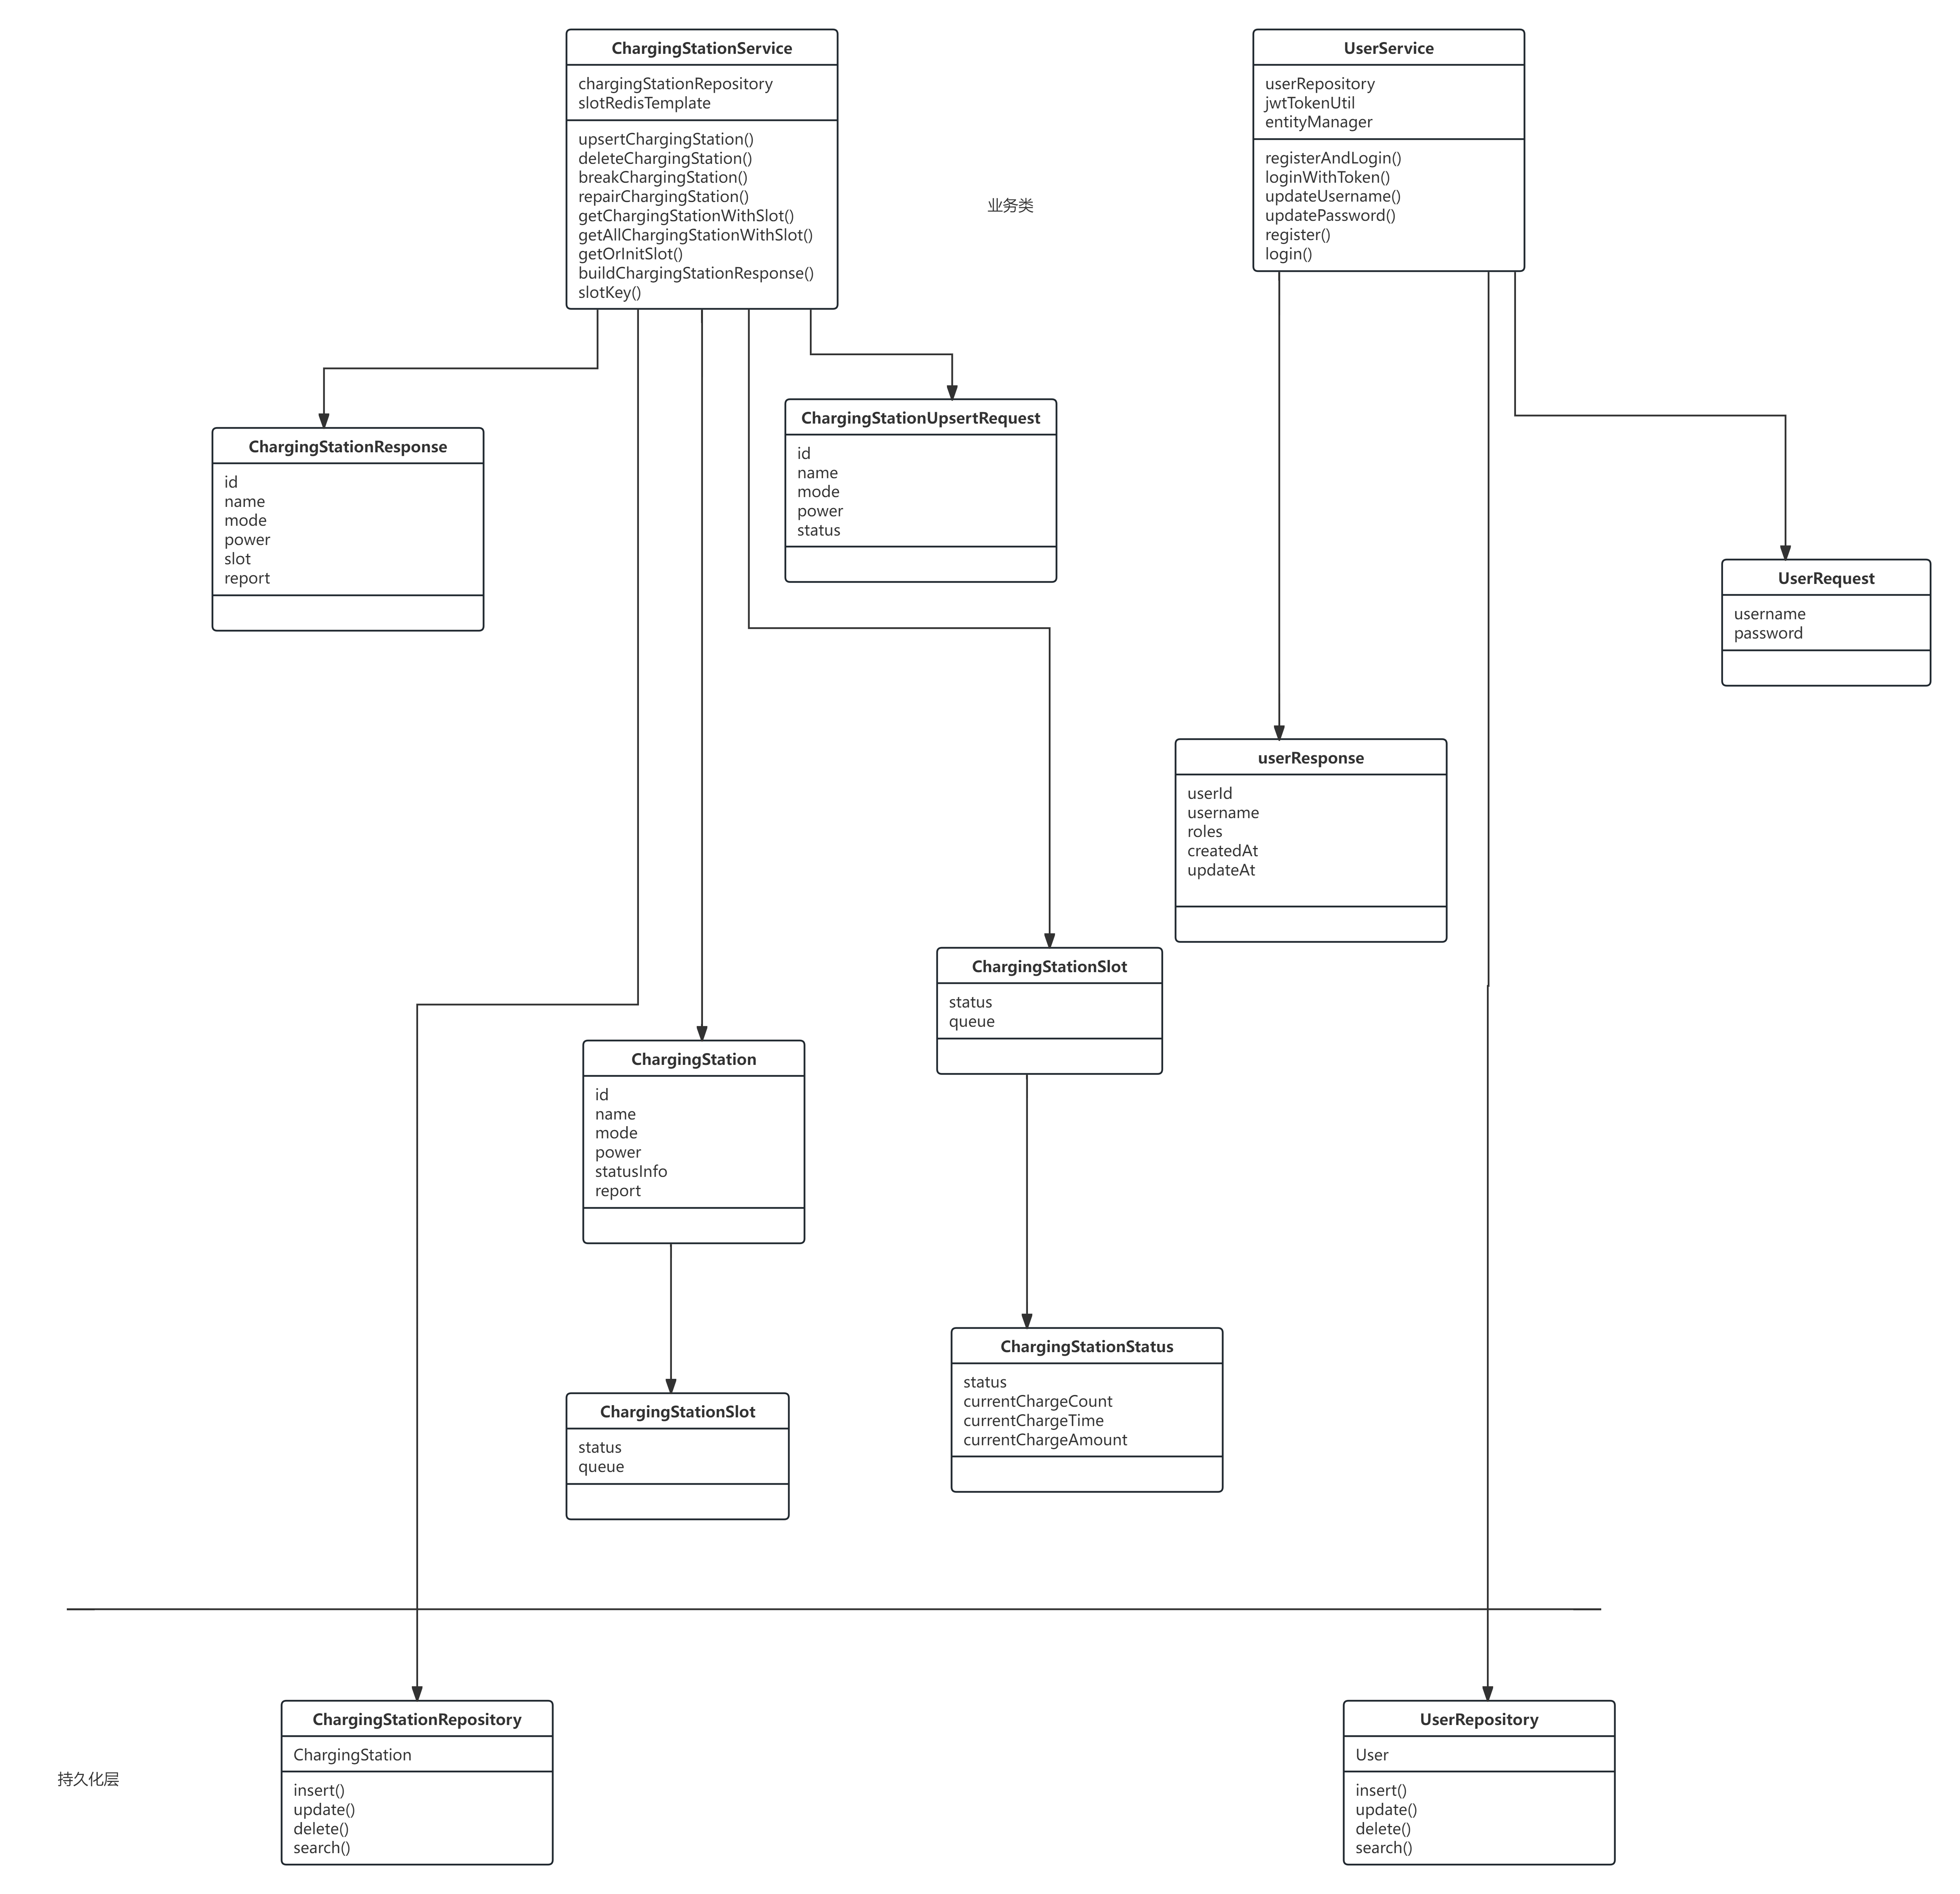 ChargingStationService
chargingStationRepository
slotRedisTemplate
upsertChargingStation()
deleteChargingStation()
breakChargingStation()
repairChargingStation()
getChargingStationWithSlot()
getAllChargingStationWithSlot()
getOrInitSlot()
buildChargingStationResponse()
slotKey()
业务类
UserService
userRepository
jwtTokenUtil
entityManager
registerAndLogin()
loginWithToken()
updateUsername()
updatePassword()
register()
login()
ChargingStationResponse
id
name
mode
power
slot
report
ChargingStationUpsertRequest
id
name
mode
power
status
UserRequest
username
password
userResponse
userId
username
roles
createdAt
updateAt
ChargingStationSlot
status
queue
ChargingStation
id
name
mode
power
statusInfo
report
ChargingStationStatus
status
currentChargeCount
currentChargeTime
currentChargeAmount
ChargingStationSlot
status
queue
持久化层
ChargingStationRepository
ChargingStation
insert()
update()
delete()
search()
UserRepository
User
insert()
update()
delete()
search()